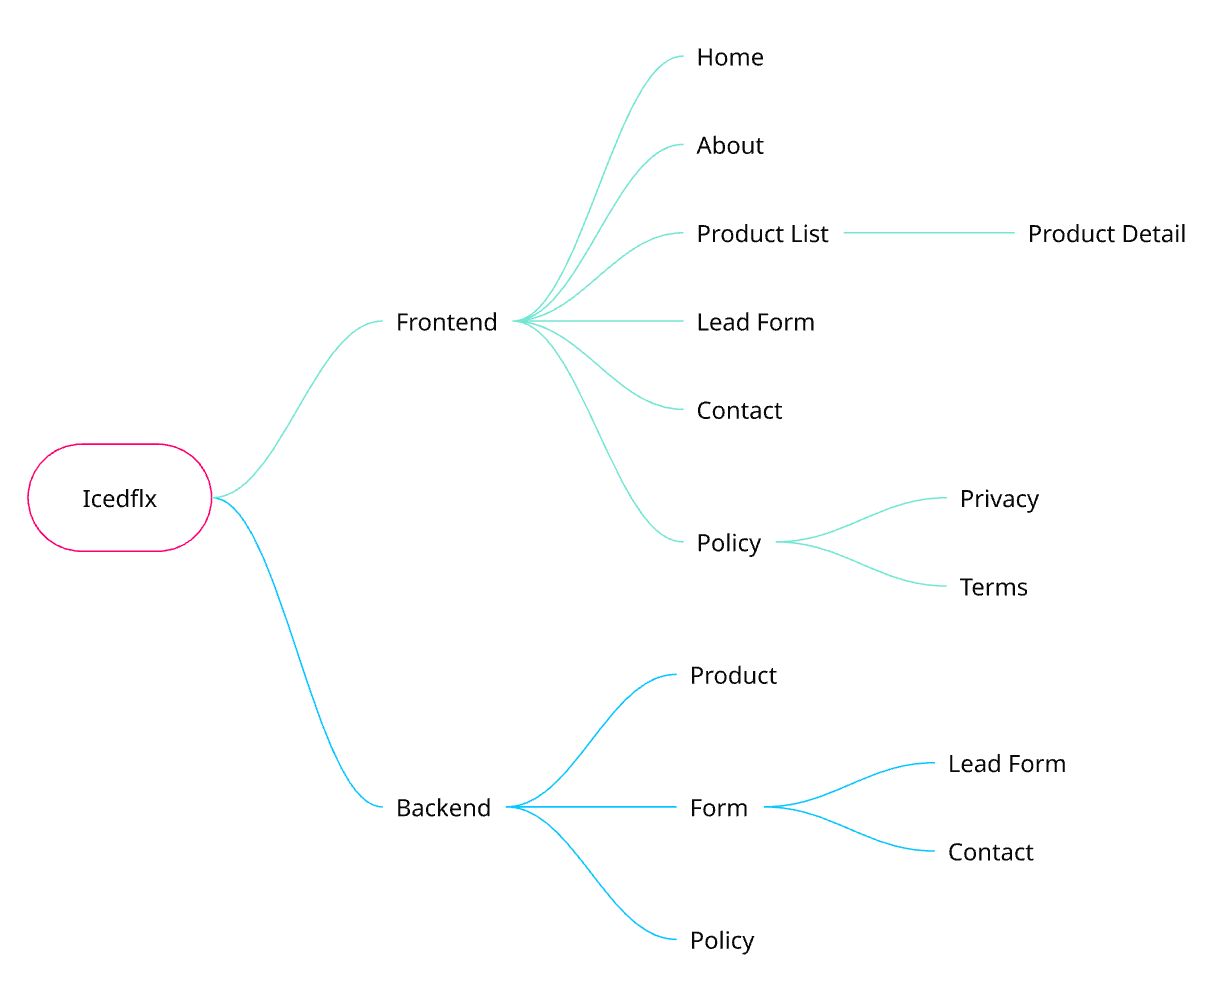 Home
About
Product List
Product Detail
Frontend
Lead Form
Contact
Icedflx
Privacy
Policy
Terms
Product
Lead Form
Backend
Form
Contact
Policy